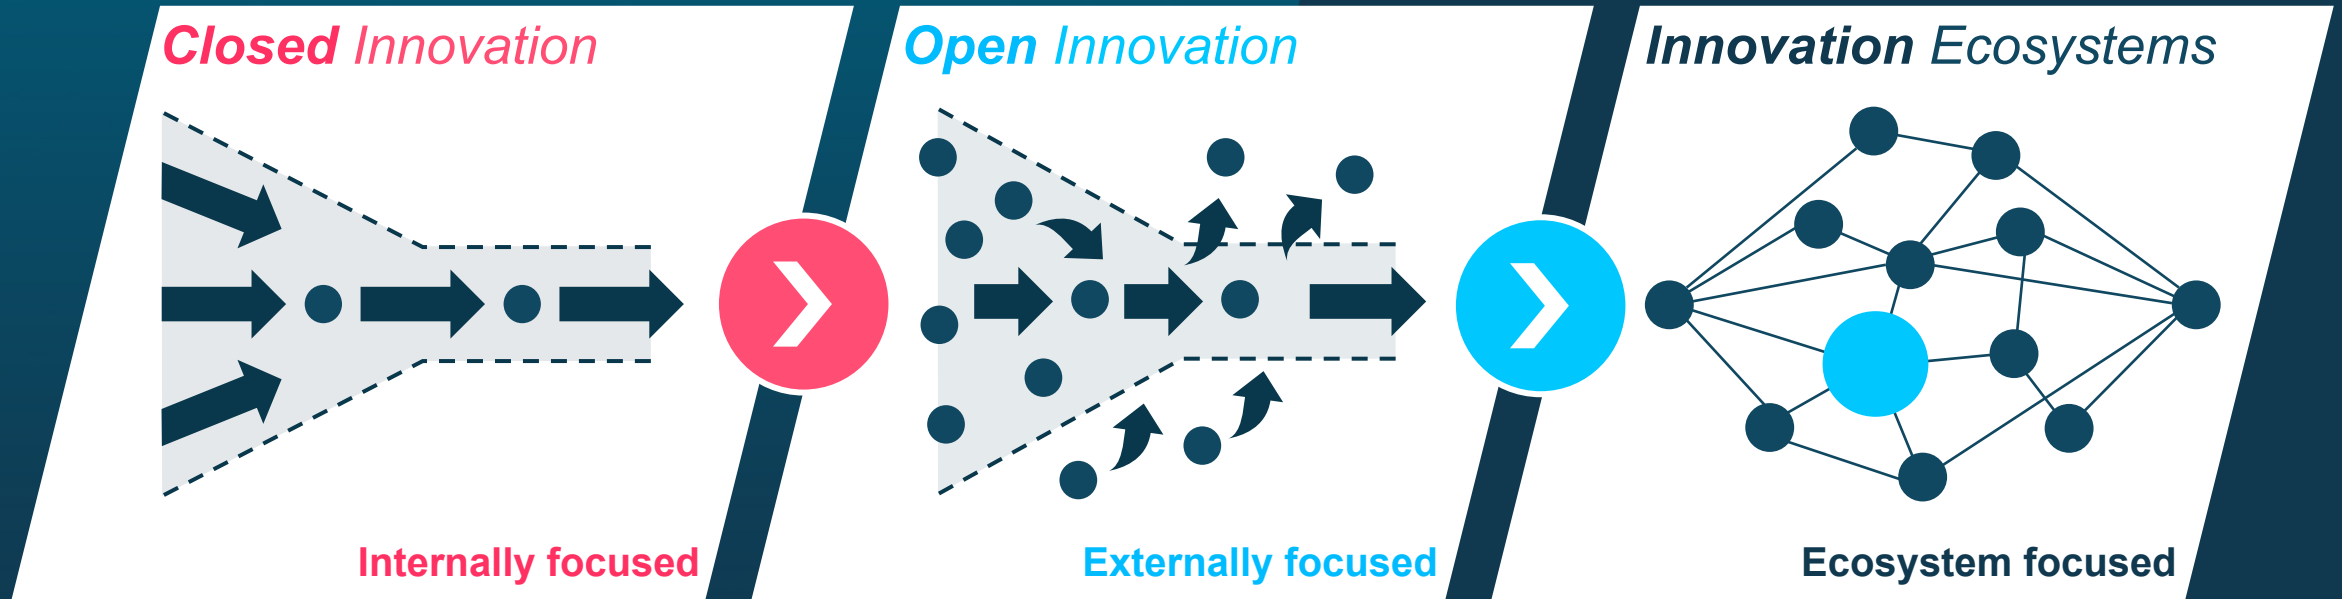 Closed Innovation
Open Innovation
Innovation Ecosystems
Internally focused
Externally focused
Ecosystem focused